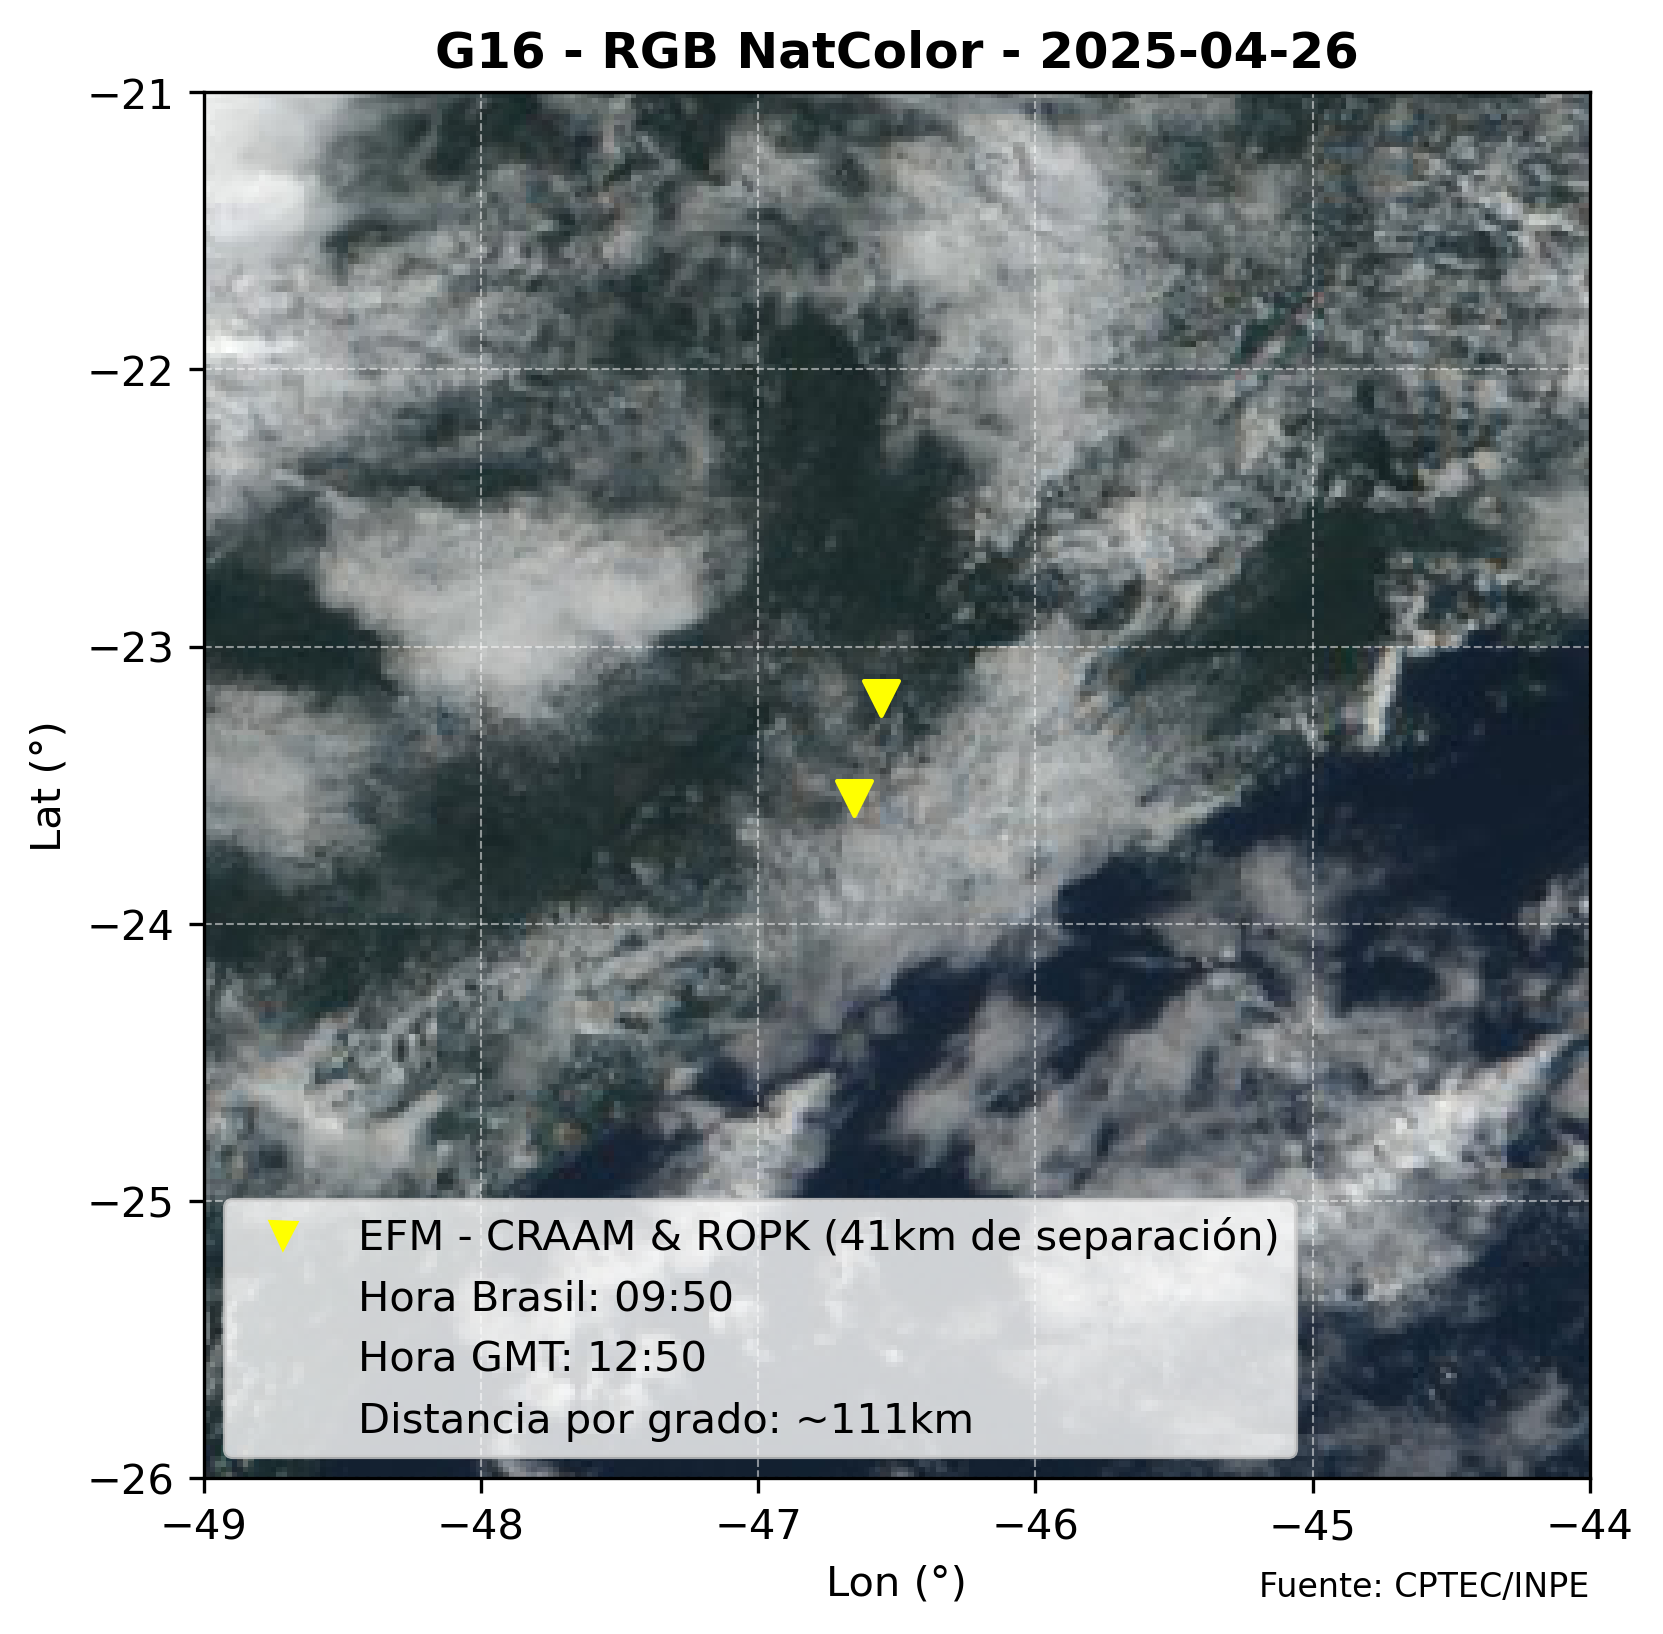 G16 - RGB NatColor - 2025-04-26
−21
−22
−23
−24
−25
−26
Lat (°)
EFM - CRAAM & ROPK (41km de separación)
Hora Brasil: 09:50
Hora GMT: 12:50
Distancia por grado: ~111km
−49 −48 −47 −46 −45 −44
Lon (°)
Fuente: CPTEC/INPE